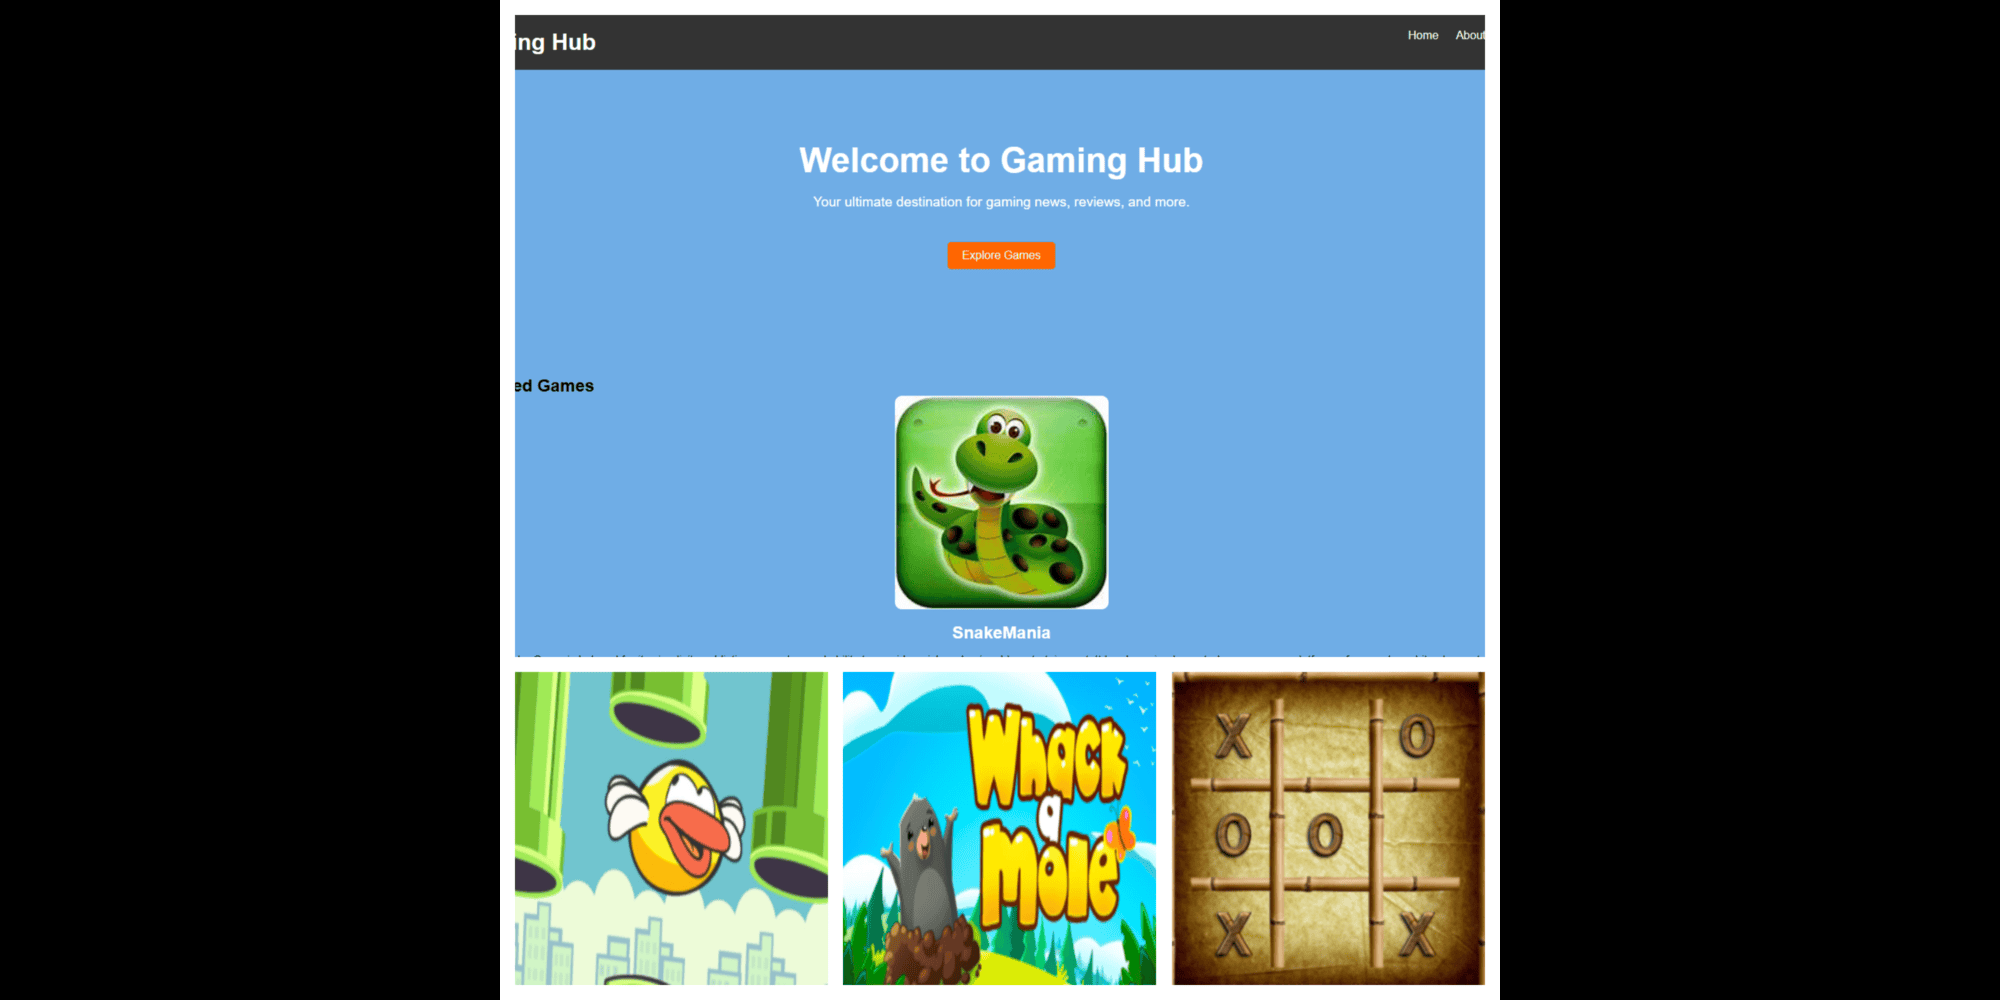 ing Hub
Home About
Welcome to Gaming Hub
Your ultimate destination for gaming news, reviews, and more.
Explore Games
ed Games
SnakeMania
Whack
a
Mole
X O
O O
X X